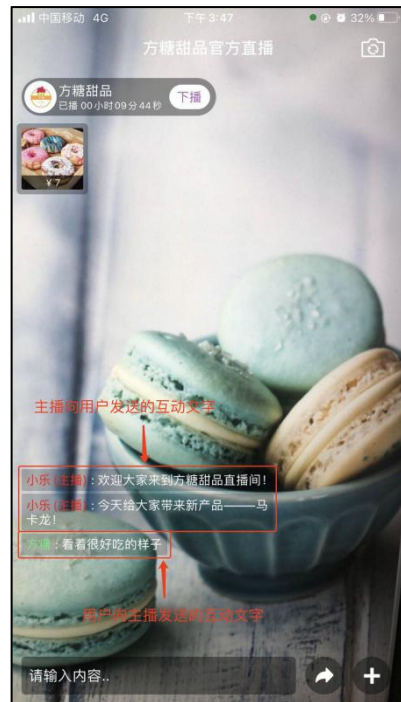 中国移动 4G 下午 3:47 32%
方糖甜品官方直播
方糖甜品
已播 00小时09分44秒
下播
¥7
主播向用户发送的互动文字
小乐(主播):欢迎大家来到方糖甜品直播间!
小乐(主播):今天给大家带来新产品———马
卡龙!
方糖:看着很好吃的样子
用户向主播发送的互动文字
请输入内容..